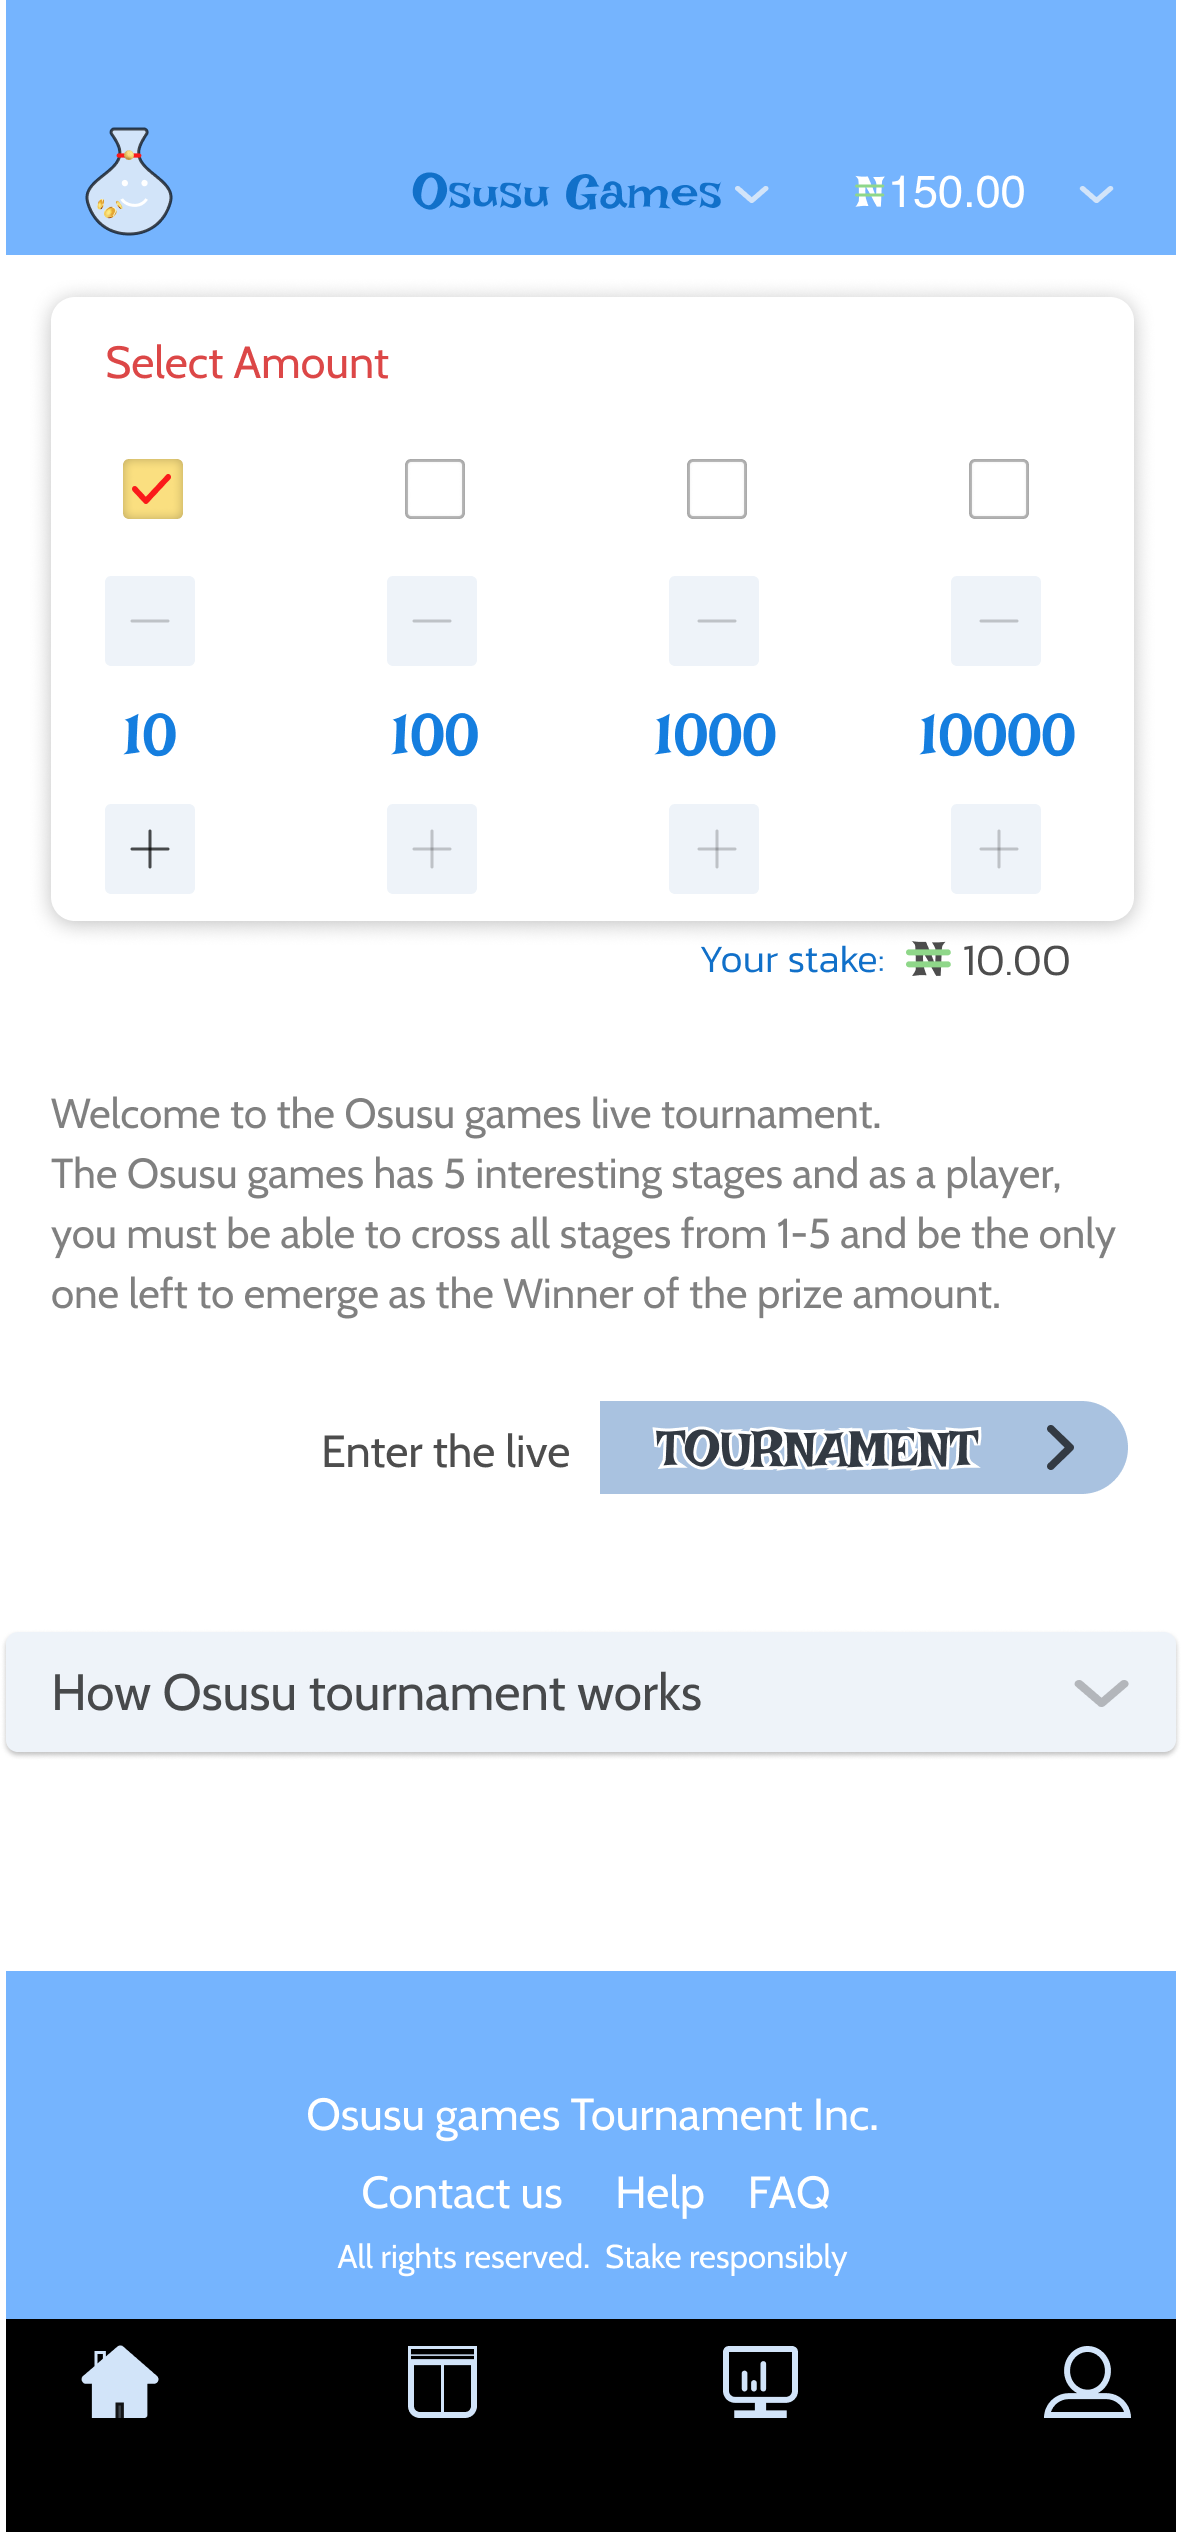 Osusu Games ₦150.00
Select Amount
10 100 1000 10000
Your stake: ₦ 10.00
Welcome to the Osusu games live tournament.
The Osusu games has 5 interesting stages and as a player,
you must be able to cross all stages from 1-5 and be the only
one left to emerge as the Winner of the prize amount.
Enter the live TOURNAMENT
How Osusu tournament works
Osusu games Tournament Inc.
Contact us Help FAQ
All rights reserved. Stake responsibly